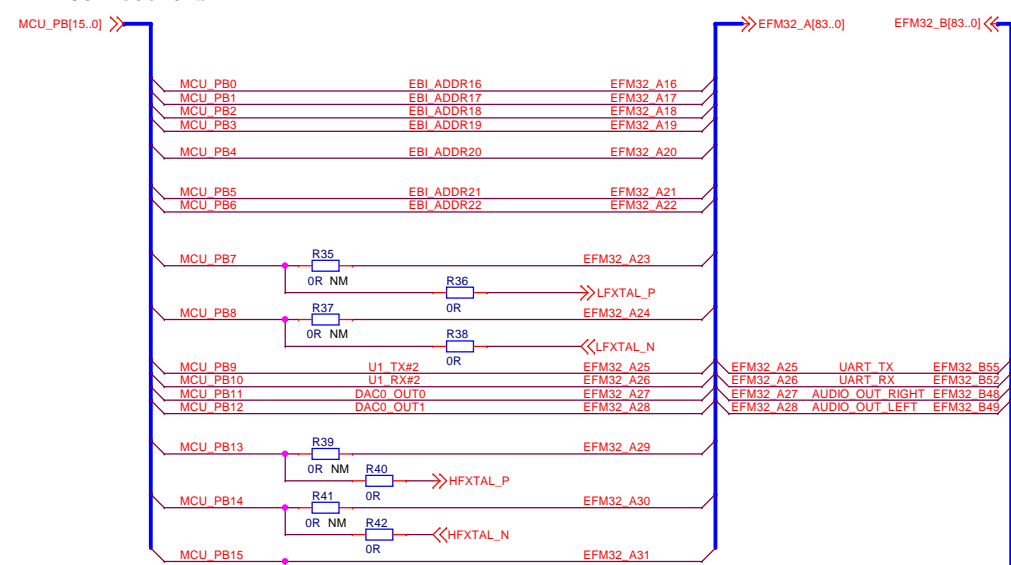 MCU_PB[15..0] EFM32_A[83..0] EFM32_B[83..0]
MCU_PB0 EBI_ADDR16 EFM32_A16
MCU_PB1 EBI_ADDR17 EFM32_A17
MCU_PB2 EBI_ADDR18 EFM32_A18
MCU_PB3 EBI_ADDR19 EFM32_A19
MCU_PB4 EBI_ADDR20 EFM32_A20
MCU_PB5 EBI_ADDR21 EFM32_A21
MCU_PB6 EBI_ADDR22 EFM32_A22
MCU_PB7 R35 EFM32_A23
0R NM R36
LFXTAL_P
0R
MCU_PB8 R37 EFM32_A24
0R NM R38
LFXTAL_N
0R
MCU_PB9 U1_TX#2 EFM32_A25 EFM32_A25 UART_TX EFM32_B55
MCU_PB10 U1_RX#2 EFM32_A26 EFM32_A26 UART_RX EFM32_B52
MCU_PB11 DAC0_OUT0 EFM32_A27 EFM32_A27 AUDIO_OUT_RIGHT EFM32_B48
MCU_PB12 DAC0_OUT1 EFM32_A28 EFM32_A28 AUDIO_OUT_LEFT EFM32_B49
MCU_PB13 R39 EFM32_A29
0R NM R40
HFXTAL_P
0R
MCU_PB14 R41 EFM32_A30
0R NM R42
HFXTAL_N
0R
MCU_PB15 EFM32_A31